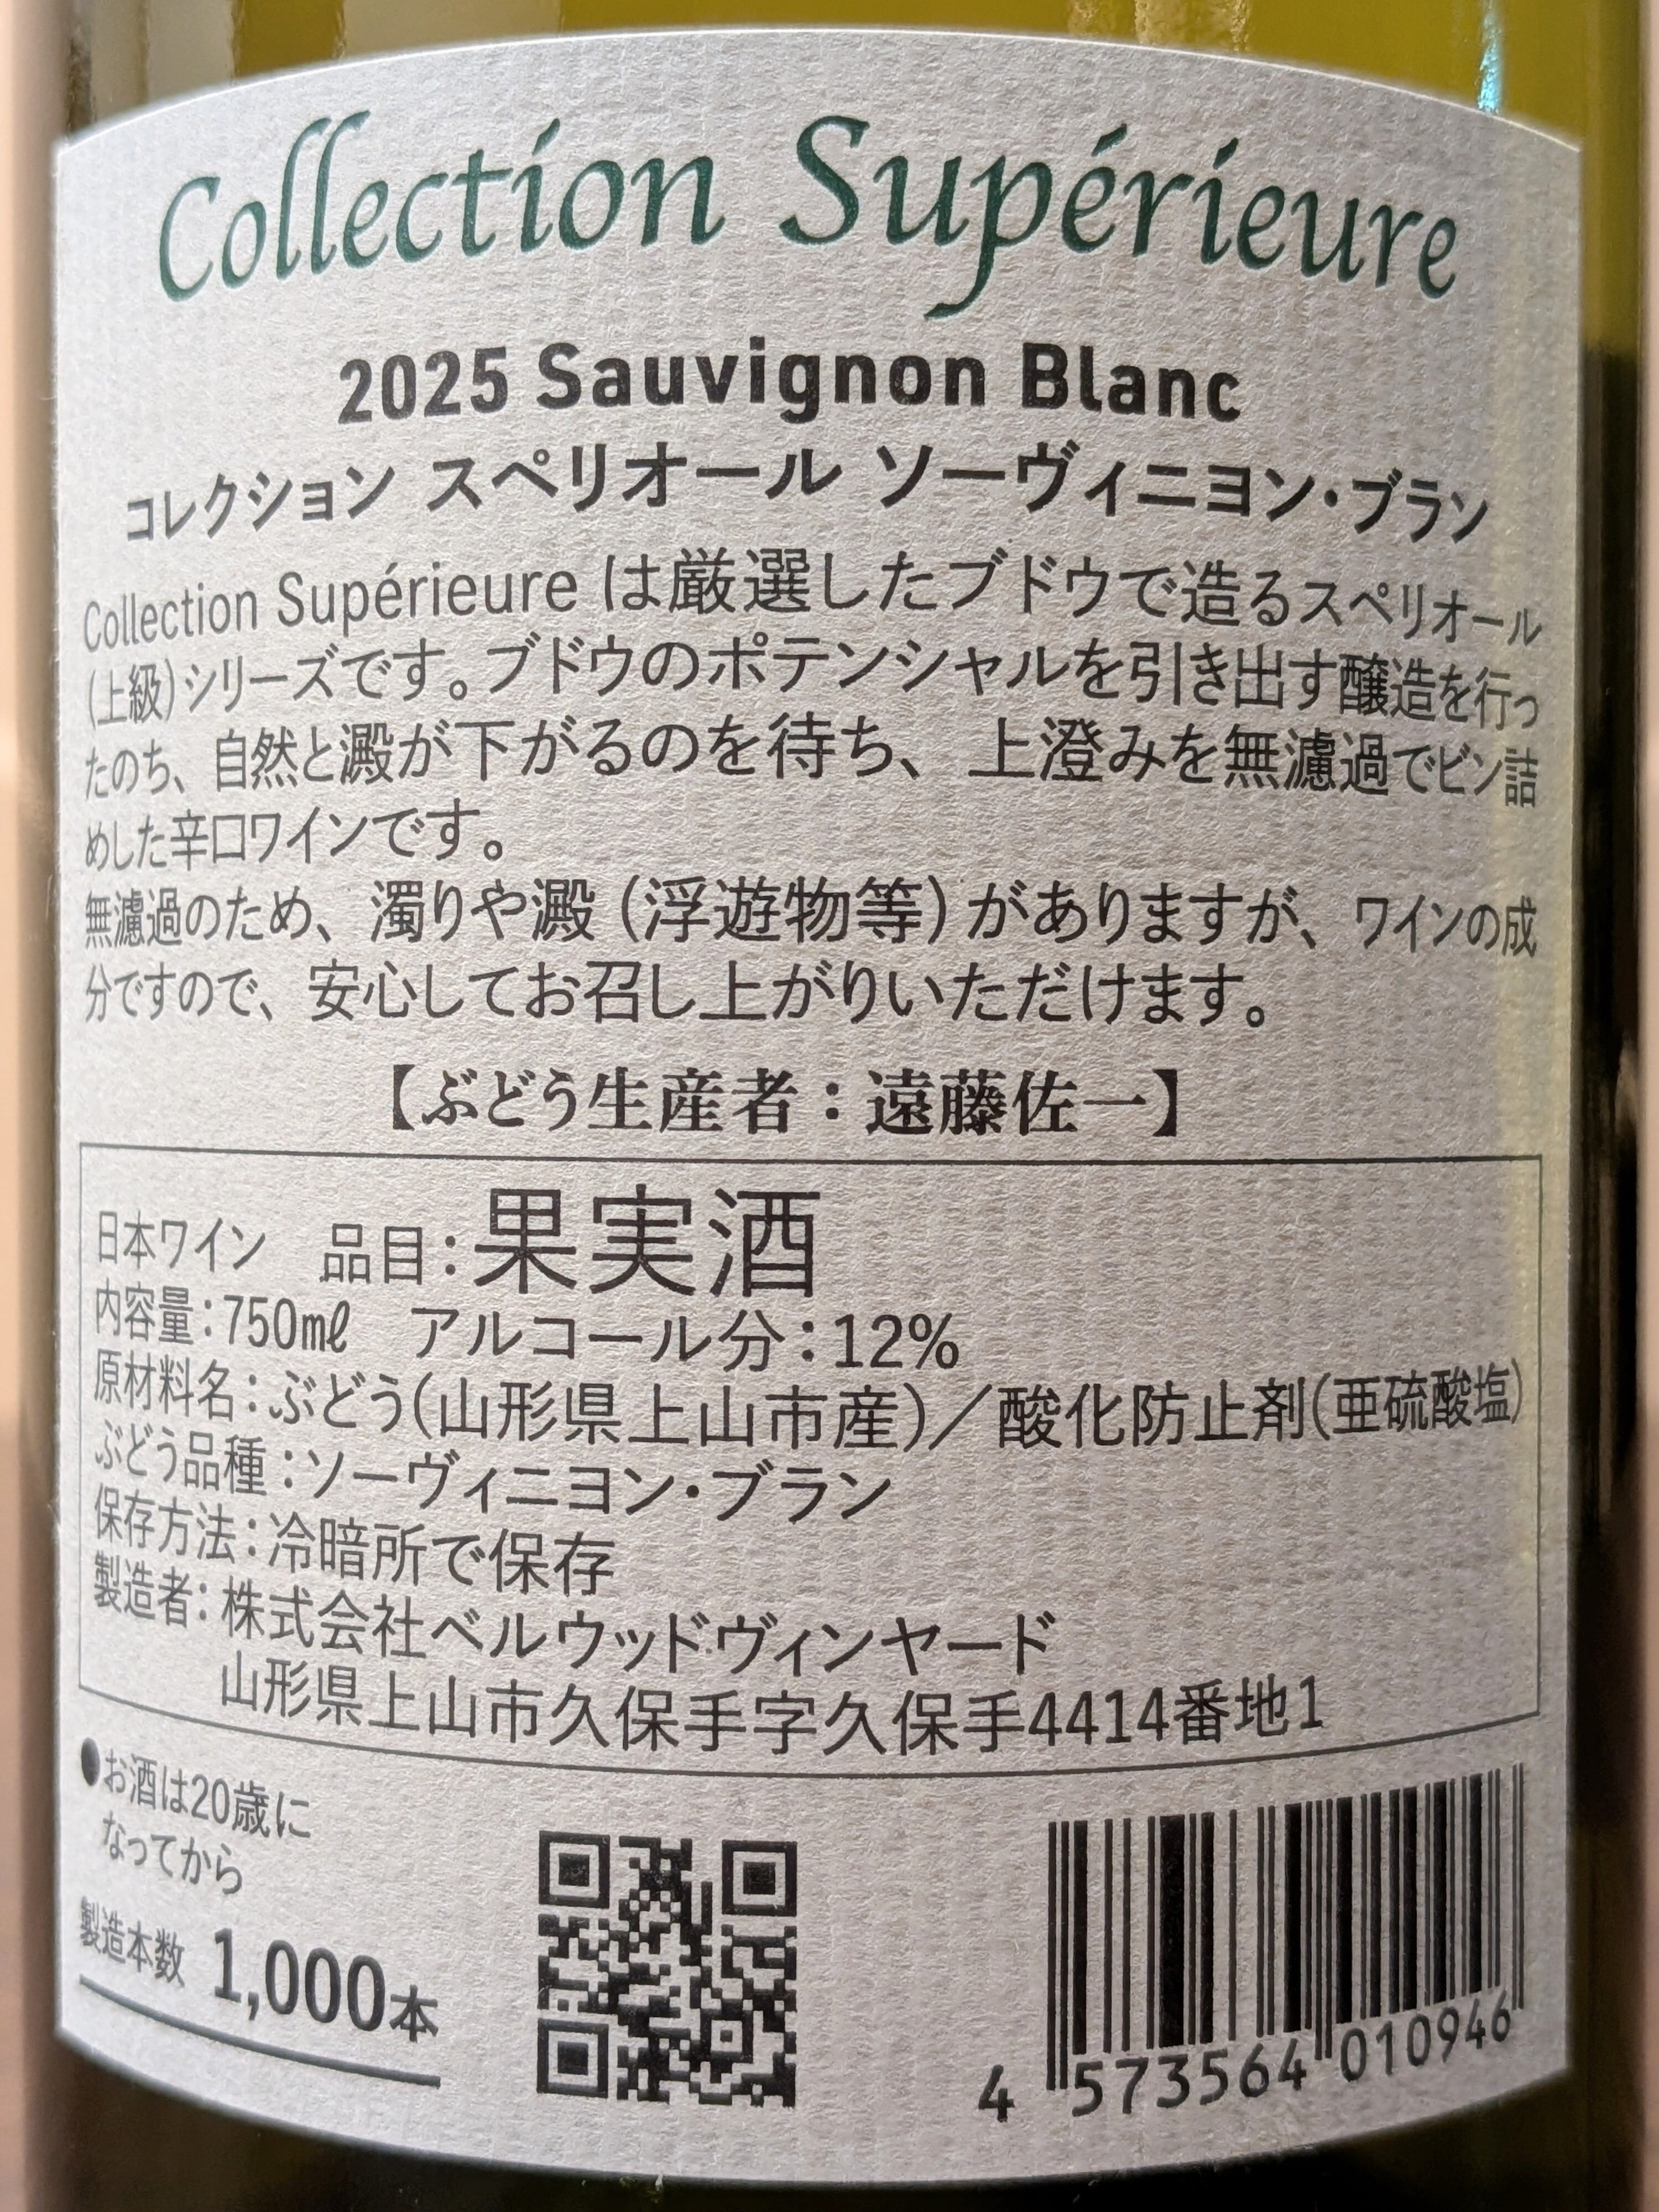 Collection Supérieure
2025 Sauvignon Blanc
コレクション スペリオール ソーヴィニヨン・ブラン
Collection Supérieure は厳選したブドウで造るスペリオール
(上級)シリーズです。ブドウのポテンシャルを引き出す醸造を行っ
たのち、自然と澱が下がるのを待ち、上澄みを無濾過でビン詰
めした辛口ワインです。
無濾過のため、濁りや澱(浮遊物等)がありますが、ワインの成
分ですので、安心してお召し上がりいただけます。
【ぶどう生産者:遠藤佐一】
日本ワイン 品目:果実酒
内容量:750㎖ アルコール分:12%
原材料名:ぶどう(山形県上山市産)/酸化防止剤(亜硫酸塩)
ぶどう品種:ソーヴィニヨン・ブラン
保存方法:冷暗所で保存
製造者:株式会社ベルウッドヴィンヤード
山形県上山市久保手字久保手4414番地1
●お酒は20歳に
なってから
製造本数 1,000本
4 573564 010946